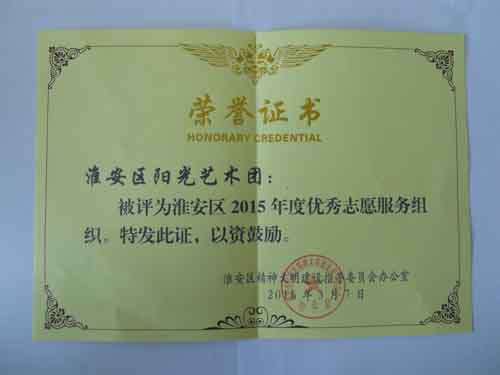 荣誉证书
HONORARY CREDENTIAL
淮安区阳光艺术团：
被评为淮安区2015年度优秀志愿服务组
织。特发此证，以资鼓励。
淮安区精神文明建设指导委员会办公室
月7日